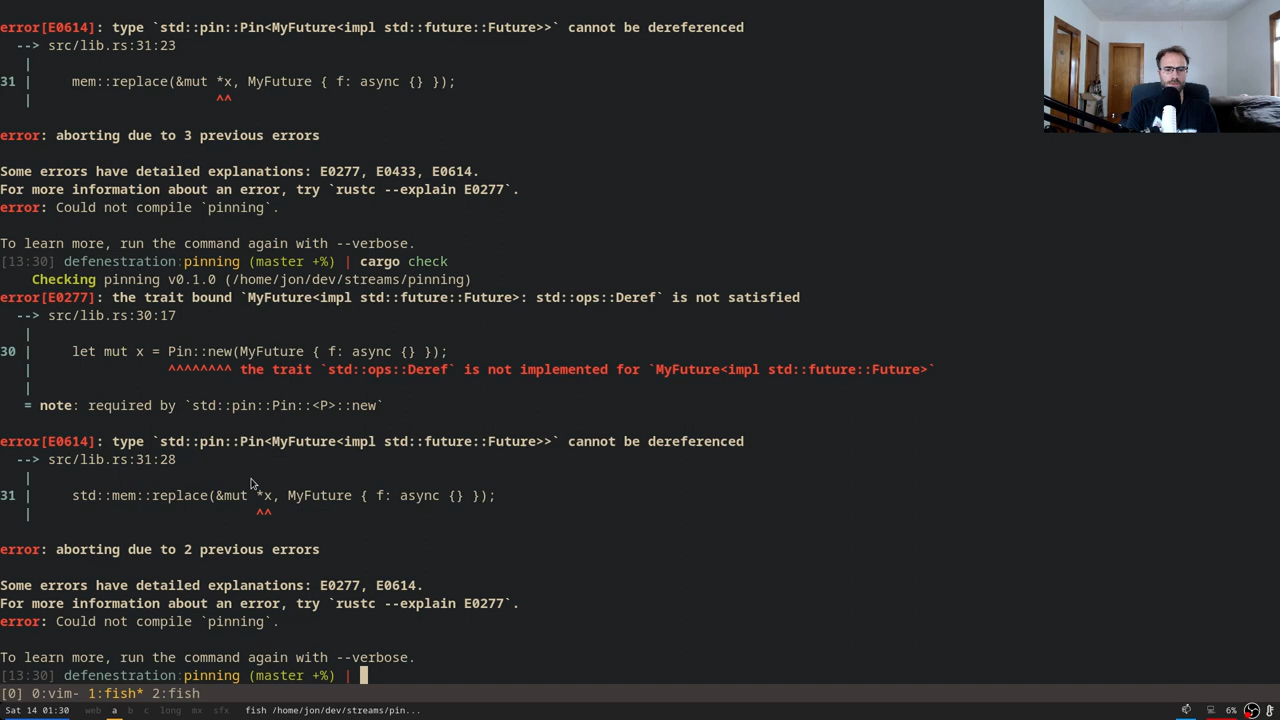 error[E0614]: type `std::pin::Pin<MyFuture<impl std::future::Future>>` cannot be dereferenced
  --> src/lib.rs:31:23
   |
31 |     mem::replace(&mut *x, MyFuture { f: async {} });
   |                       ^^
error: aborting due to 3 previous errors
Some errors have detailed explanations: E0277, E0433, E0614.
For more information about an error, try `rustc --explain E0277`.
error: Could not compile `pinning`.
To learn more, run the command again with --verbose.
[13:30] defenestration:pinning (master +%) | cargo check
    Checking pinning v0.1.0 (/home/jon/dev/streams/pinning)
error[E0277]: the trait bound `MyFuture<impl std::future::Future>: std::ops::Deref` is not satisfied
  --> src/lib.rs:30:17
   |
30 |     let mut x = Pin::new(MyFuture { f: async {} });
   |                 ^^^^^^^^ the trait `std::ops::Deref` is not implemented for `MyFuture<impl std::future::Future>`
   |
   = note: required by `std::pin::Pin::<P>::new`
error[E0614]: type `std::pin::Pin<MyFuture<impl std::future::Future>>` cannot be dereferenced
  --> src/lib.rs:31:28
   |
31 |     std::mem::replace(&mut *x, MyFuture { f: async {} });
   |                            ^^
error: aborting due to 2 previous errors
Some errors have detailed explanations: E0277, E0614.
For more information about an error, try `rustc --explain E0277`.
error: Could not compile `pinning`.
To learn more, run the command again with --verbose.
[13:30] defenestration:pinning (master +%) |
[0] 0:vim- 1:fish* 2:fish
Sat 14 01:30 web a b c long mx sfx fish /home/jon/dev/streams/pin... 6%